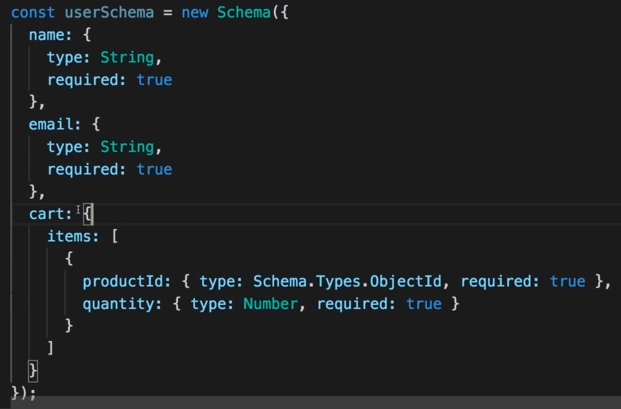 const userSchema = new Schema({
  name: {
    type: String,
    required: true
  },
  email: {
    type: String,
    required: true
  },
  cart: {
    items: [
      {
        productId: { type: Schema.Types.ObjectId, required: true },
        quantity: { type: Number, required: true }
      }
    ]
  }
});